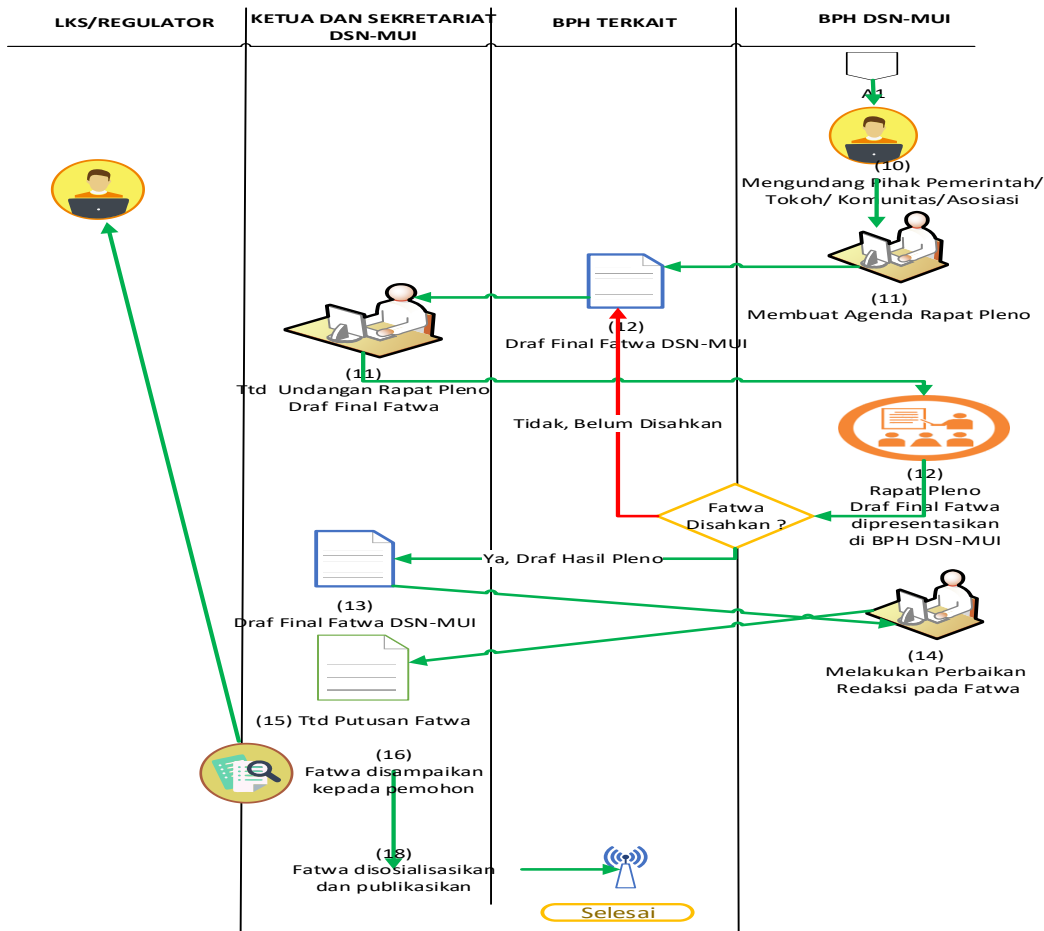 LKS/REGULATOR
KETUA DAN SEKRETARIAT
DSN-MUI
BPH TERKAIT
BPH DSN-MUI
A1
(10)
Mengundang Pihak Pemerintah/
Tokoh/ Komunitas/Asosiasi
(11)
Membuat Agenda Rapat Pleno
(12)
Draf Final Fatwa DSN-MUI
(11)
Ttd Undangan Rapat Pleno
Draf Final Fatwa
Tidak, Belum Disahkan
(12)
Rapat Pleno
Draf Final Fatwa
dipresentasikan
di BPH DSN-MUI
Fatwa
Disahkan ?
Ya, Draf Hasil Pleno
(13)
Draf Final Fatwa DSN-MUI
(14)
Melakukan Perbaikan
Redaksi pada Fatwa
(15) Ttd Putusan Fatwa
(16)
Fatwa disampaikan
kepada pemohon
(18)
Fatwa disosialisasikan
dan publikasikan
Selesai